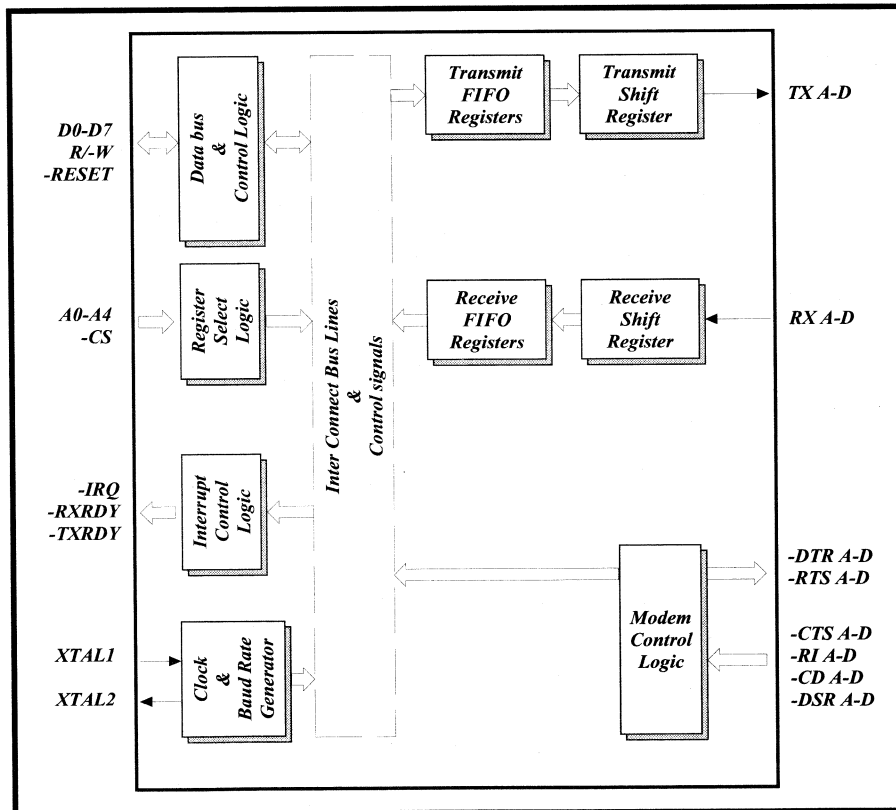 D0-D7
R/-W
-RESET
Data bus
&
Control Logic
A0-A4
-CS
Register
Select
Logic
-IRQ
-RXRDY
-TXRDY
Interrupt
Control
Logic
XTAL1
XTAL2
Clock
&
Baud Rate
Generator
Inter Connect Bus Lines
&
Control signals
Transmit
FIFO
Registers
Transmit
Shift
Register
TX A-D
Receive
FIFO
Registers
Receive
Shift
Register
RX A-D
Modem
Control
Logic
-DTR A-D
-RTS A-D
-CTS A-D
-RI A-D
-CD A-D
-DSR A-D